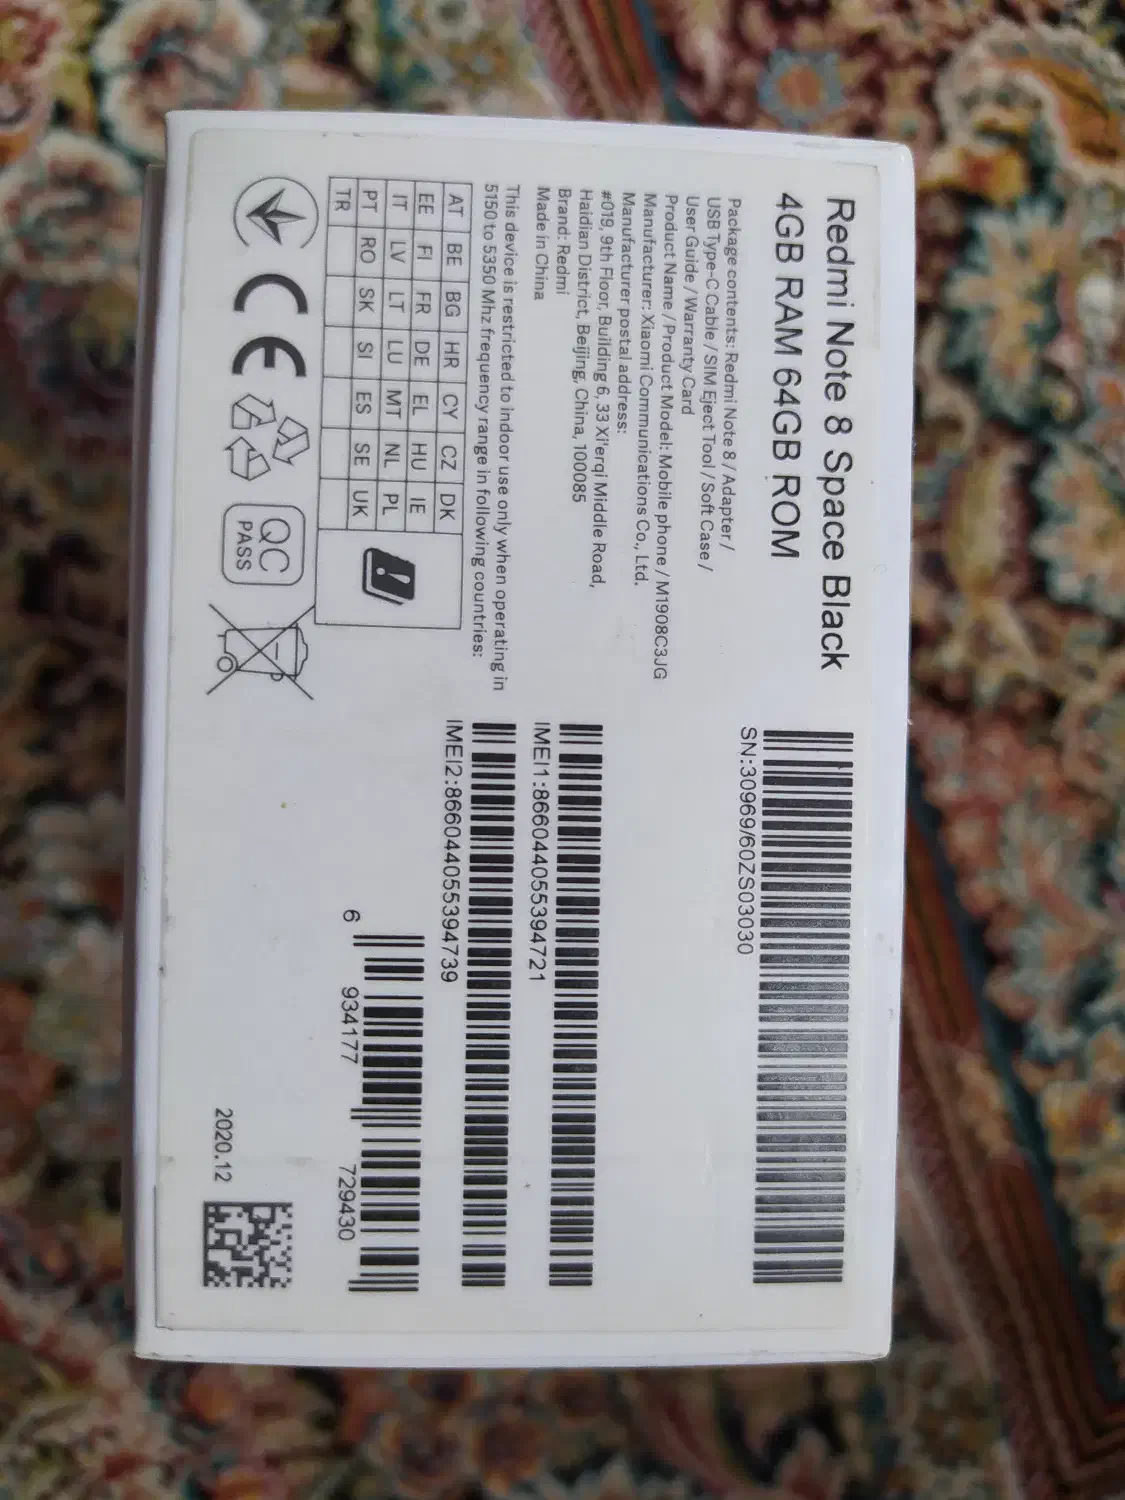 Redmi Note 8 Space Black
4GB RAM 64GB ROM
Package contents: Redmi Note 8 / Adapter /
USB Type-C Cable / SIM Eject Tool / Soft Case /
User Guide / Warranty Card
Product Name / Product Model: Mobile phone / M1908C3JG
Manufacturer: Xiaomi Communications Co., Ltd.
Manufacturer postal address:
#019, 9th Floor, Building 6, 33 Xi'erqi Middle Road,
Haidian District, Beijing, China, 100085
Brand: Redmi
Made in China
This device is restricted to indoor use only when operating in
5150 to 5350 Mhz frequency range in following countries:
AT BE BG HR CY CZ DK
EE FI FR DE EL HU IE
IT LV LT LU MT NL PL
PT RO SK SI ES SE UK
TR
CE
QC
PASS
SN:30969/60ZS03030
IMEI1:866044055394721
IMEI2:866044055394739
6 934177 729430
2020.12